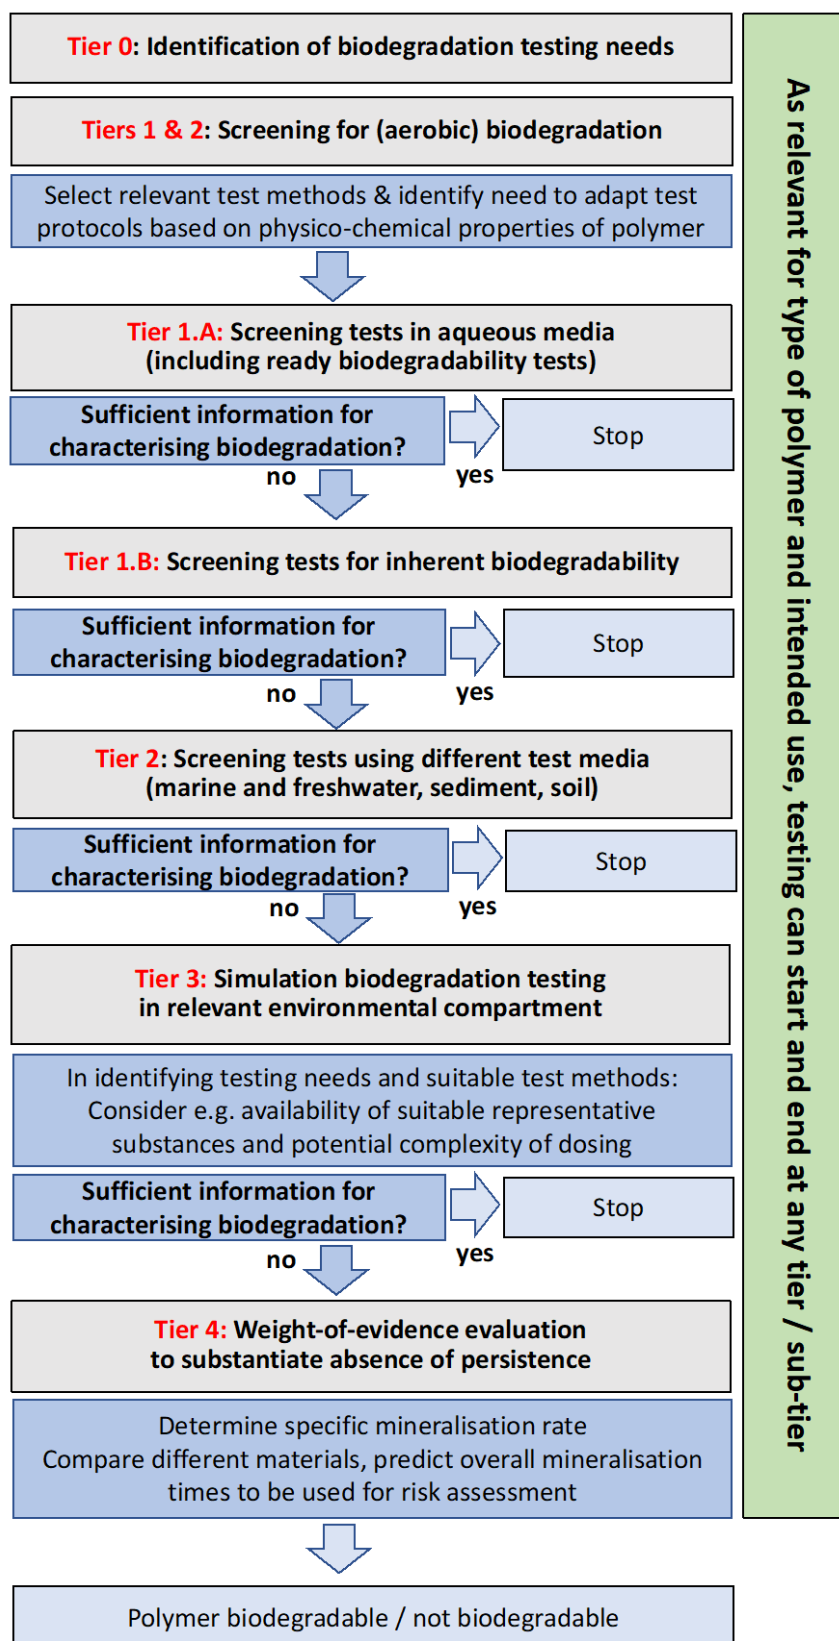 Tier 0: Identification of biodegradation testing needs
Tiers 1 & 2: Screening for (aerobic) biodegradation
Select relevant test methods & identify need to adapt test
protocols based on physico-chemical properties of polymer
Tier 1.A: Screening tests in aqueous media
(including ready biodegradability tests)
Sufficient information for
characterising biodegradation?
Stop
no
yes
Tier 1.B: Screening tests for inherent biodegradability
Sufficient information for
characterising biodegradation?
Stop
no
yes
Tier 2: Screening tests using different test media
(marine and freshwater, sediment, soil)
Sufficient information for
characterising biodegradation?
Stop
no
yes
Tier 3: Simulation biodegradation testing
in relevant environmental compartment
In identifying testing needs and suitable test methods:
Consider e.g. availability of suitable representative
substances and potential complexity of dosing
Sufficient information for
characterising biodegradation?
Stop
no
yes
Tier 4: Weight-of-evidence evaluation
to substantiate absence of persistence
Determine specific mineralisation rate
Compare different materials, predict overall mineralisation
times to be used for risk assessment
Polymer biodegradable / not biodegradable
As relevant for type of polymer and intended use, testing can start and end at any tier / sub-tier